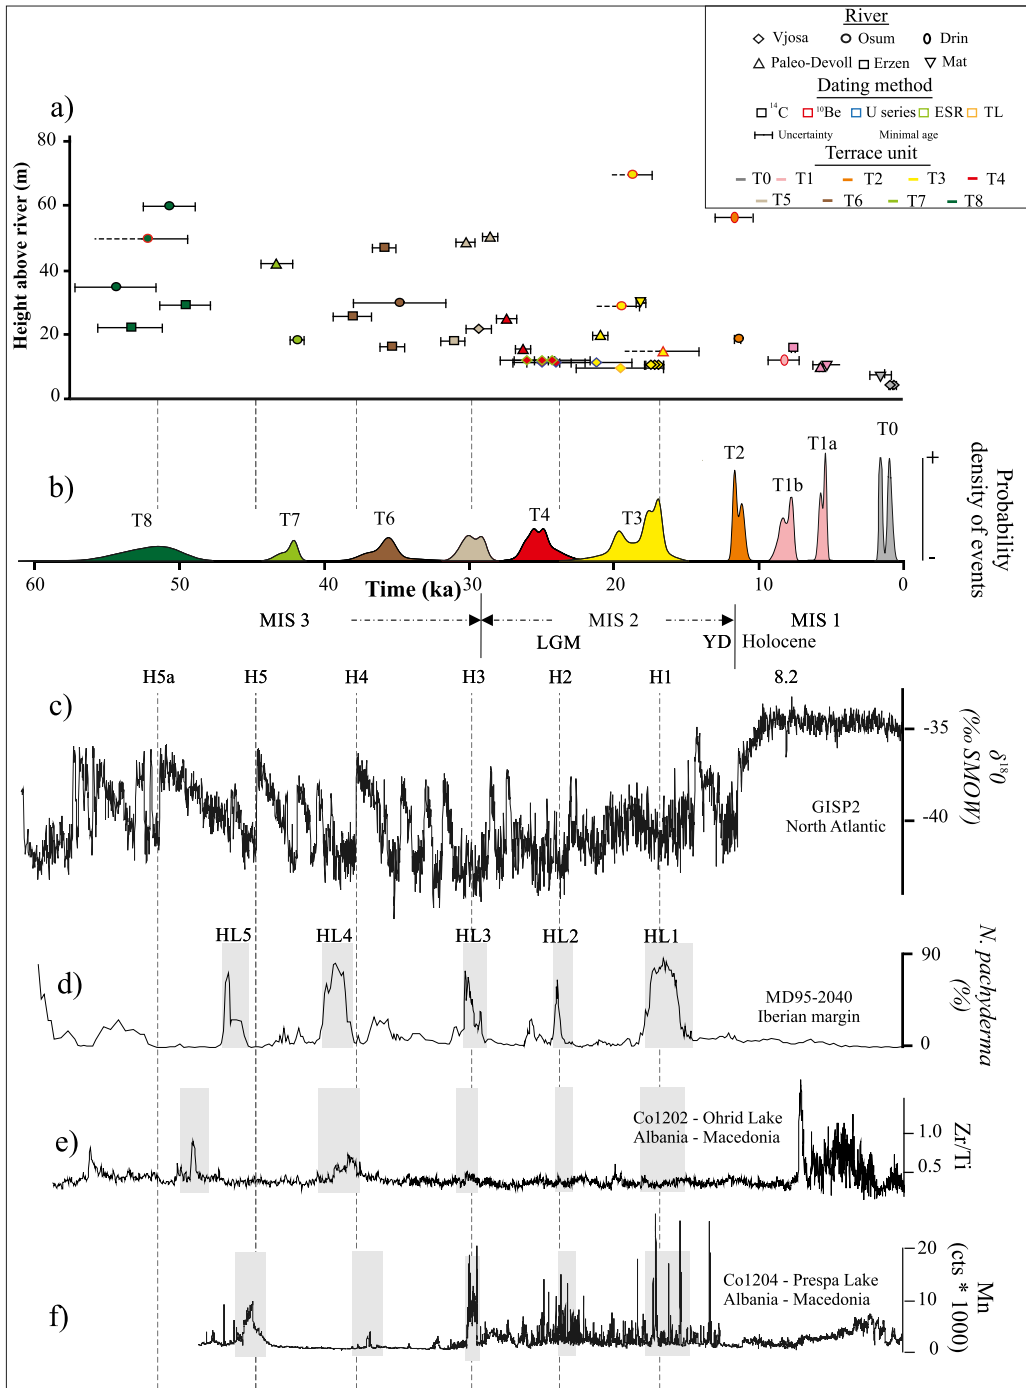 River
Vjosa Osum Drin
Paleo-Devoll Erzen Mat
Dating method
¹⁴C ¹⁰Be U series ESR TL
Uncertainty Minimal age
Terrace unit
T0 T1 T2 T3 T4
T5 T6 T7 T8
a)
Height above river (m)
80
60
40
20
0
b)
T8 T7 T6 T4 T3 T2 T1b T1a T0
+
-
Probability
density of events
60 50 40 30 20 10 0
Time (ka)
MIS 3 MIS 2 MIS 1
LGM YD Holocene
H5a H5 H4 H3 H2 H1 8.2
c)
-35
-40
δ¹⁸0
(‰ SMOW)
GISP2
North Atlantic
HL5 HL4 HL3 HL2 HL1
d)
90
0
N. pachyderma
(%)
MD95-2040
Iberian margin
e)
Co1202 - Ohrid Lake
Albania - Macedonia
1.0
0.5
Zr/Ti
f)
Co1204 - Prespa Lake
Albania - Macedonia
20
10
0
Mn
(cts * 1000)